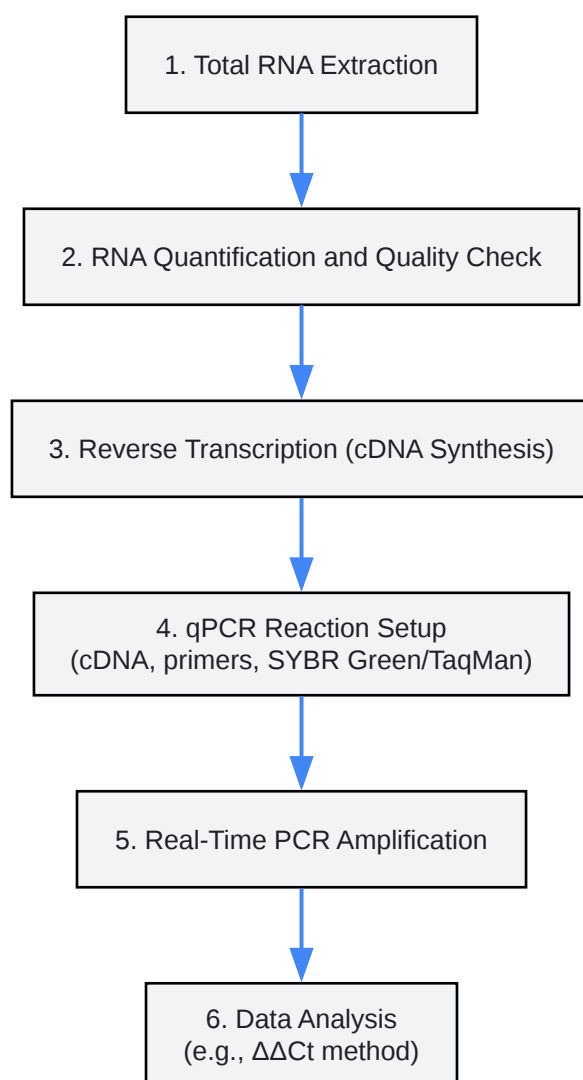 1. Total RNA Extraction
2. RNA Quantification and Quality Check
3. Reverse Transcription (cDNA Synthesis)
4. qPCR Reaction Setup
(cDNA, primers, SYBR Green/TaqMan)
5. Real-Time PCR Amplification
6. Data Analysis
(e.g., ΔΔCt method)